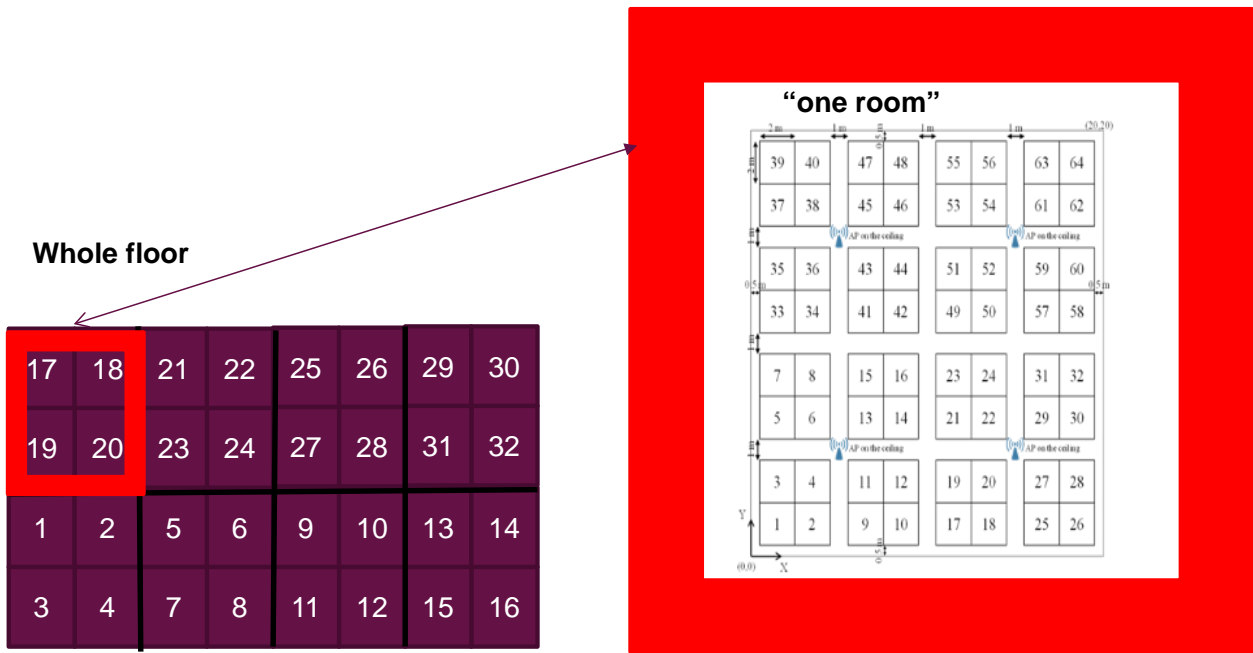 “one room”
2 m 1 m 0.5 m 1 m 1 m (20,20)
39 40 47 48 55 56 63 64
2 m
37 38 45 46 53 54 61 62
1 m AP on the ceiling AP on the ceiling
35 36 43 44 51 52 59 60
0.5 m 0.5 m
33 34 41 42 49 50 57 58
1 m
7 8 15 16 23 24 31 32
5 6 13 14 21 22 29 30
1 m AP on the ceiling AP on the ceiling
3 4 11 12 19 20 27 28
Y
1 2 9 10 17 18 25 26
(0,0) X 0.5 m
Whole floor
17 18 21 22 25 26 29 30
19 20 23 24 27 28 31 32
1 2 5 6 9 10 13 14
3 4 7 8 11 12 15 16